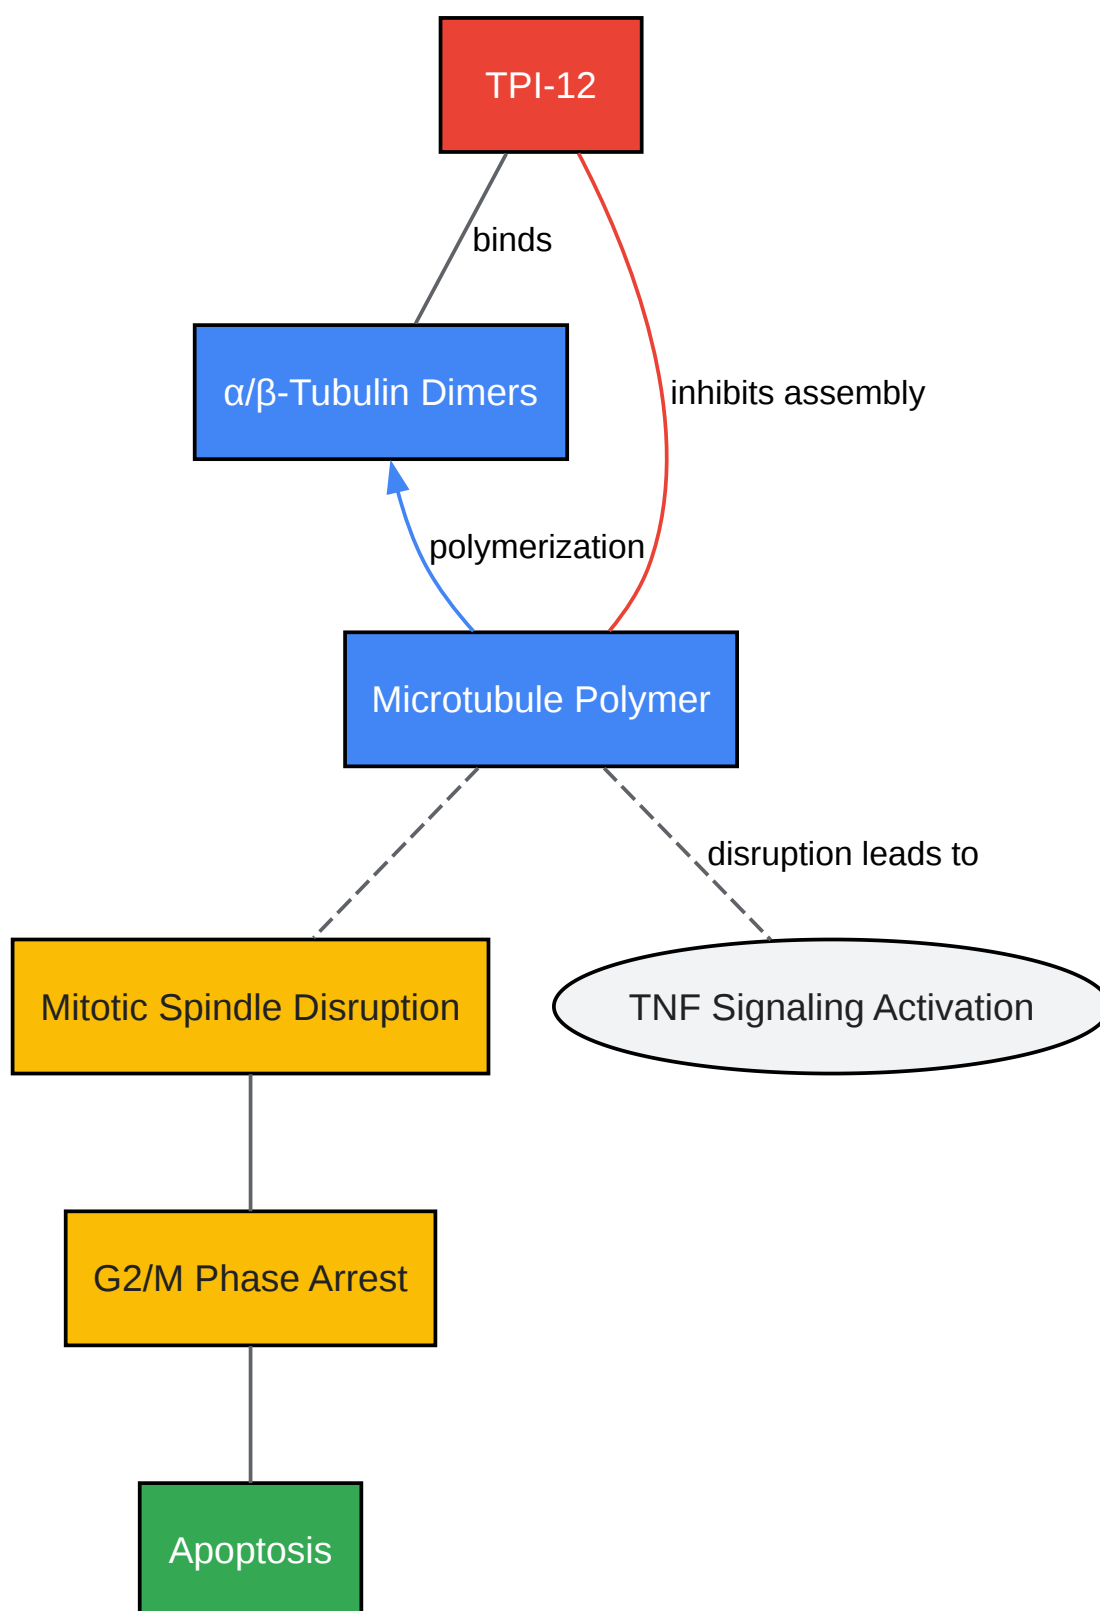 TPI-12
binds
α/β-Tubulin Dimers
inhibits assembly
polymerization
Microtubule Polymer
disruption leads to
Mitotic Spindle Disruption
TNF Signaling Activation
G2/M Phase Arrest
Apoptosis